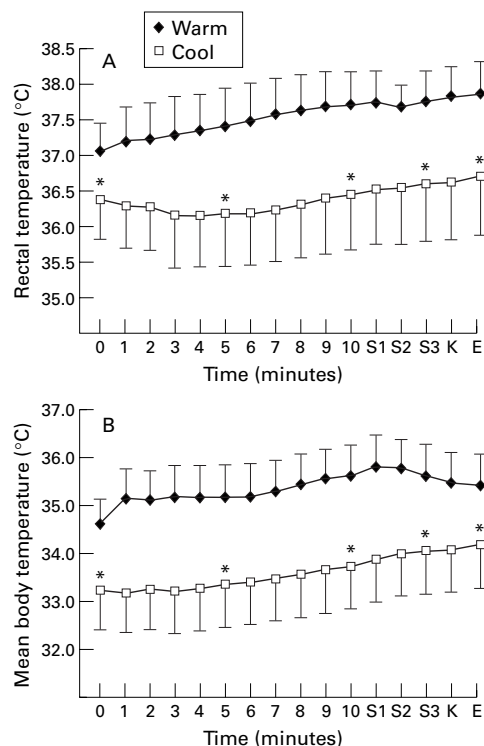 Warm
Cool
A
38.5
38.0
37.5
37.0
36.5
36.0
35.5
35.0
Rectal temperature (°C)
* * * * *
0 1 2 3 4 5 6 7 8 9 10 S1 S2 S3 K E
Time (minutes)
B
37.0
36.0
35.0
34.0
33.0
32.0
Mean body temperature (°C)
* * * * *
0 1 2 3 4 5 6 7 8 9 10 S1 S2 S3 K E
Time (minutes)